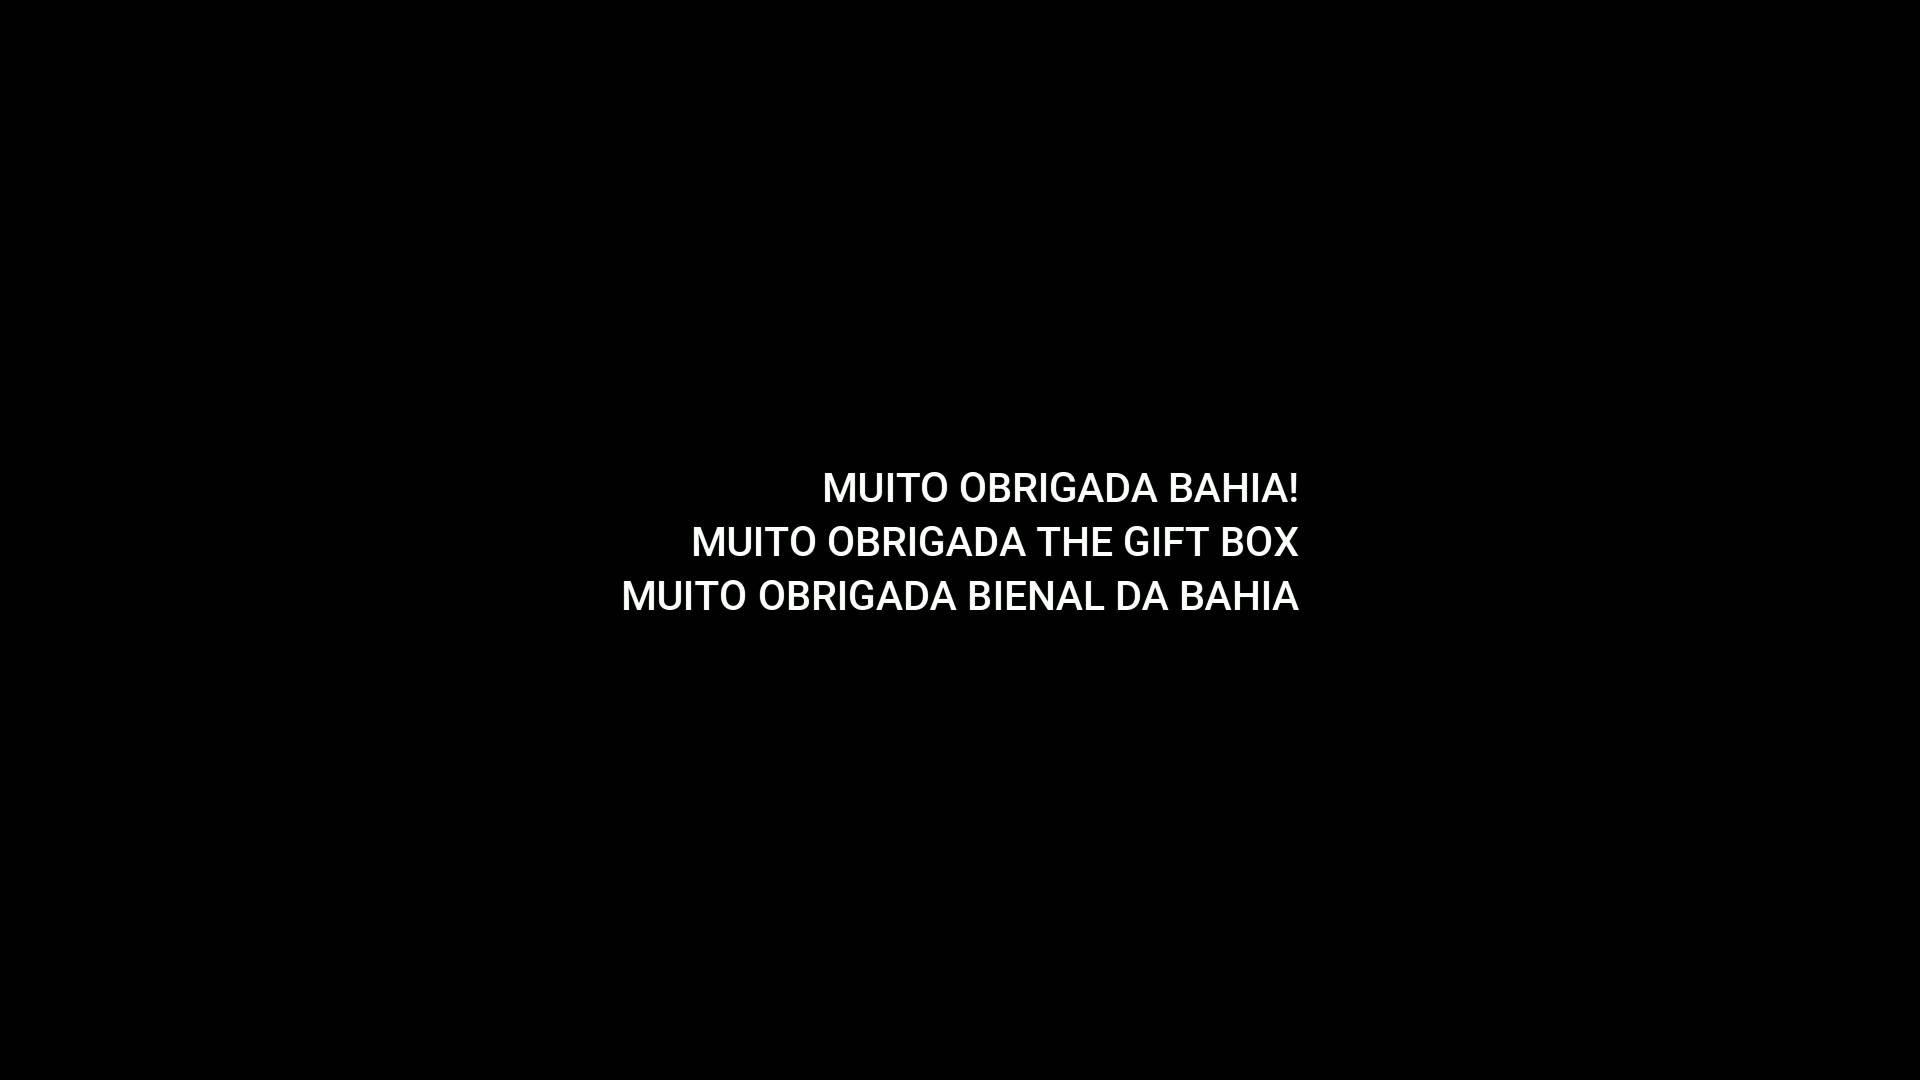 MUITO OBRIGADA BAHIA!
MUITO OBRIGADA THE GIFT BOX
MUITO OBRIGADA BIENAL DA BAHIA